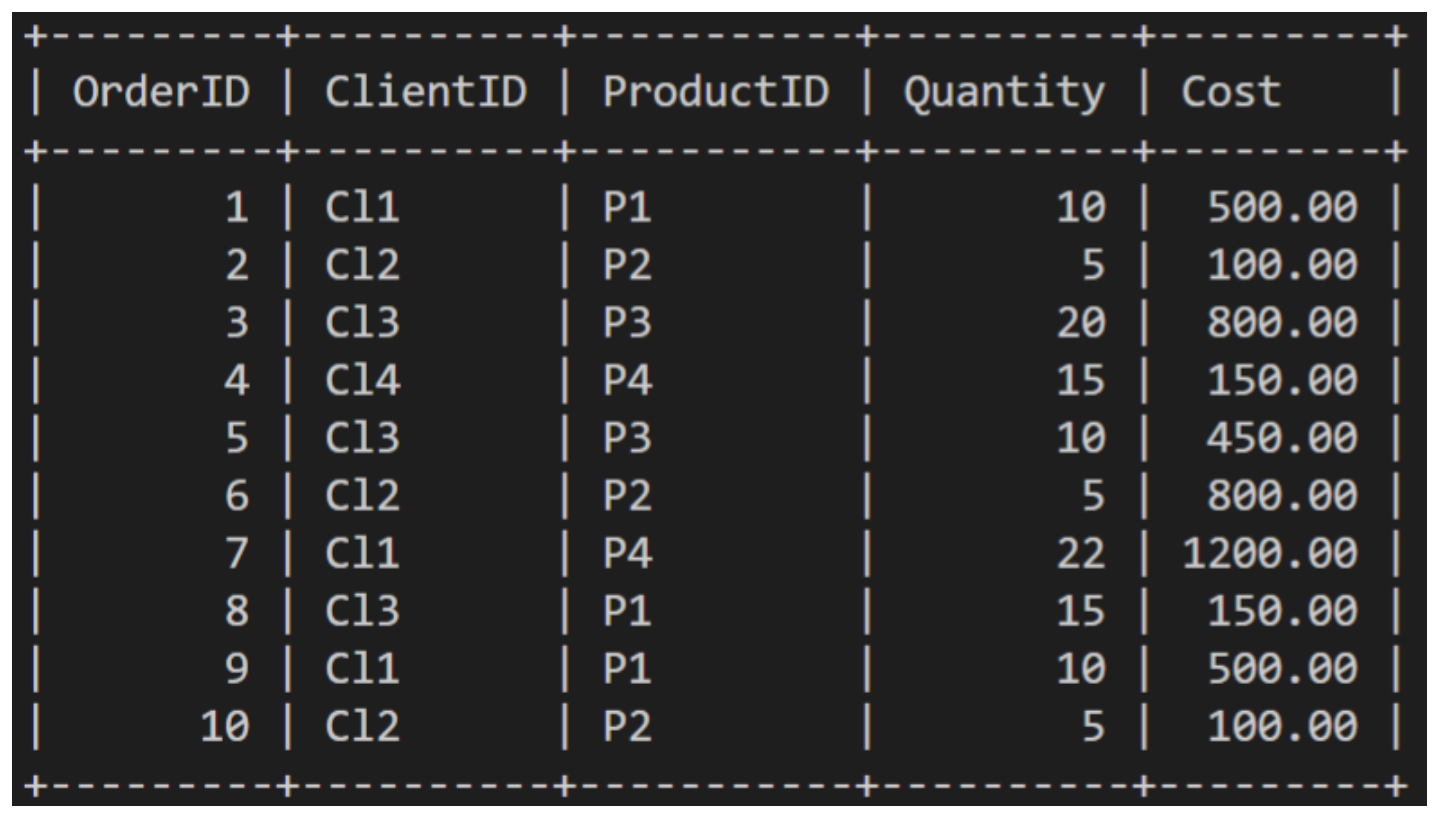 +---------+----------+-----------+----------+---------+
| OrderID | ClientID | ProductID | Quantity | Cost    |
+---------+----------+-----------+----------+---------+
|       1 | Cl1      | P1        |       10 |  500.00 |
|       2 | Cl2      | P2        |        5 |  100.00 |
|       3 | Cl3      | P3        |       20 |  800.00 |
|       4 | Cl4      | P4        |       15 |  150.00 |
|       5 | Cl3      | P3        |       10 |  450.00 |
|       6 | Cl2      | P2        |        5 |  800.00 |
|       7 | Cl1      | P4        |       22 | 1200.00 |
|       8 | Cl3      | P1        |       15 |  150.00 |
|       9 | Cl1      | P1        |       10 |  500.00 |
|      10 | Cl2      | P2        |        5 |  100.00 |
+---------+----------+-----------+----------+---------+